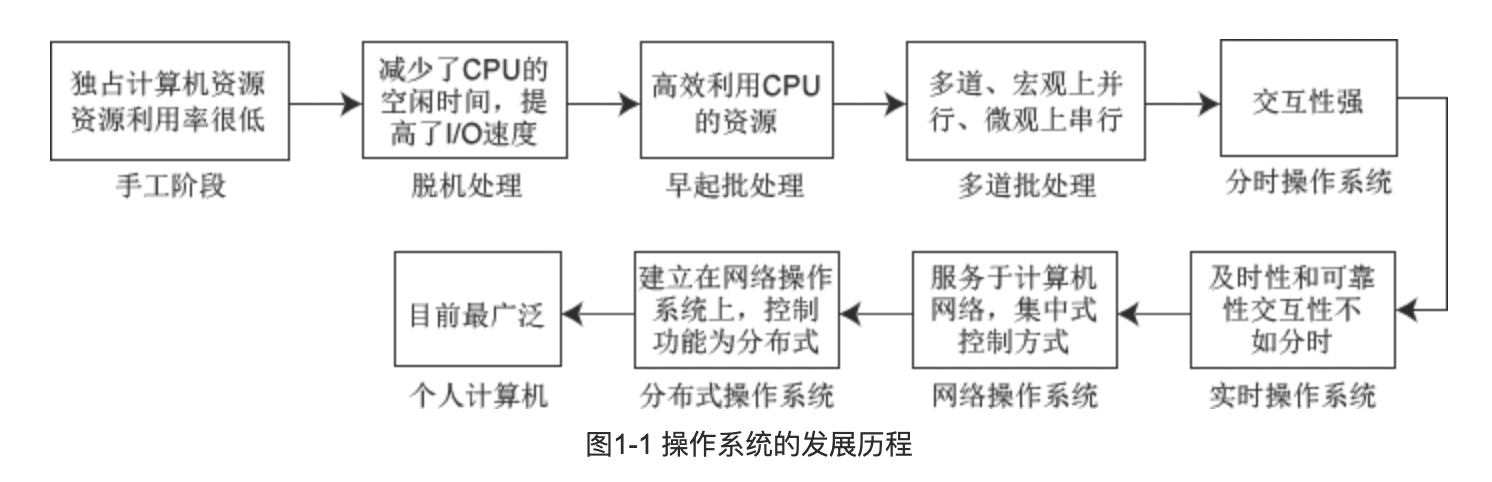 独占计算机资源
资源利用率很低
手工阶段
减少了CPU的
空闲时间，提
高了I/O速度
脱机处理
高效利用CPU
的资源
早起批处理
多道、宏观上并
行、微观上串行
多道批处理
交互性强
分时操作系统
及时性和可靠
性交互性不
如分时
实时操作系统
服务于计算机
网络，集中式
控制方式
网络操作系统
建立在网络操作
系统上，控制
功能为分布式
分布式操作系统
目前最广泛
个人计算机
图1-1 操作系统的发展历程